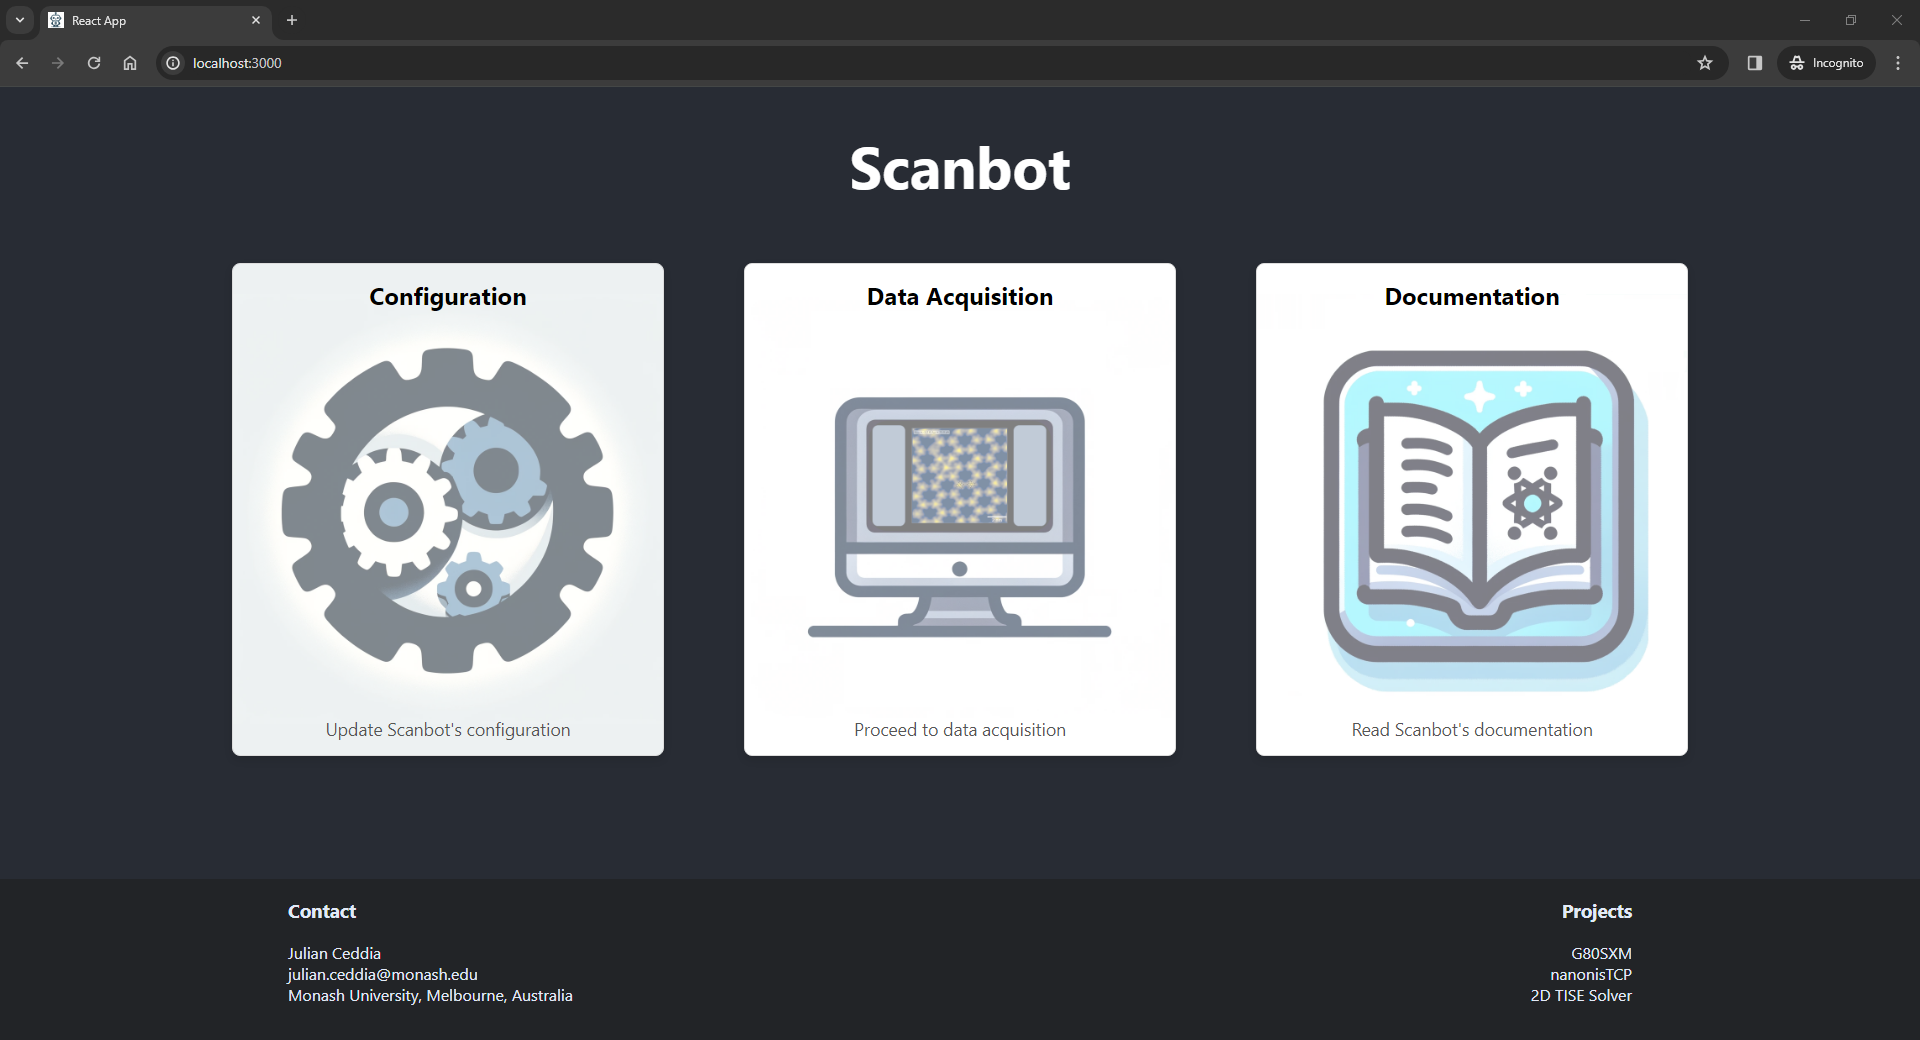 React App
localhost:3000
Incognito
Scanbot
Configuration
Update Scanbot's configuration
Data Acquisition
Proceed to data acquisition
Documentation
Read Scanbot's documentation
Contact
Julian Ceddia
julian.ceddia@monash.edu
Monash University, Melbourne, Australia
Projects
G80SXM
nanonisTCP
2D TISE Solver